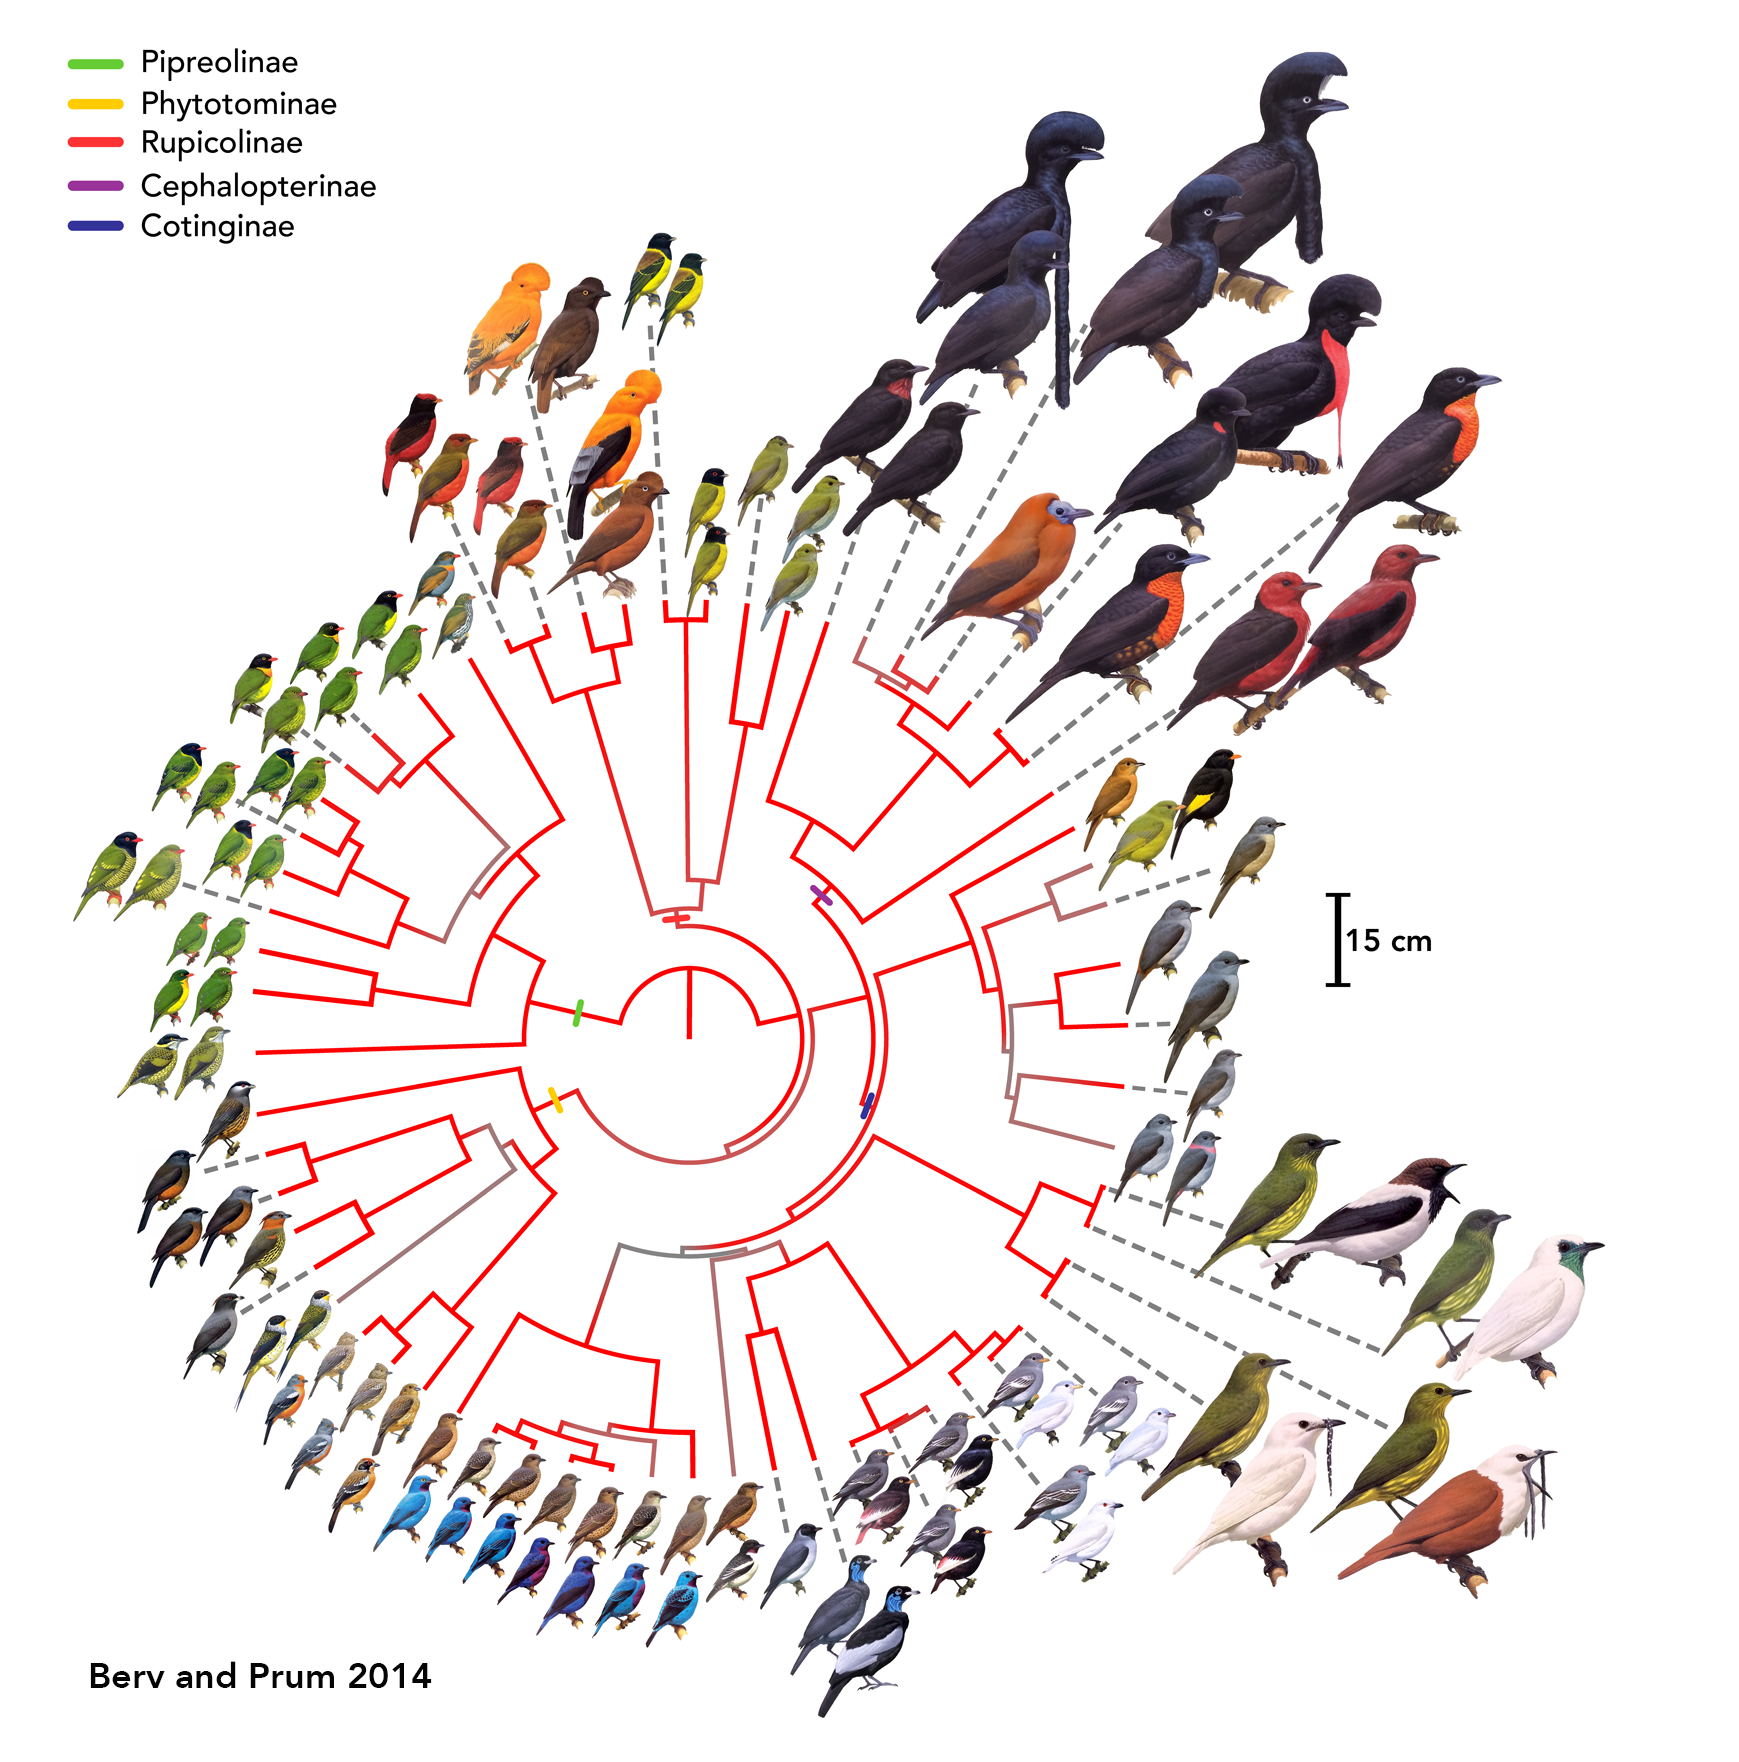 Pipreolinae
Phytotominae
Rupicolinae
Cephalopterinae
Cotinginae
15 cm
Berv and Prum 2014